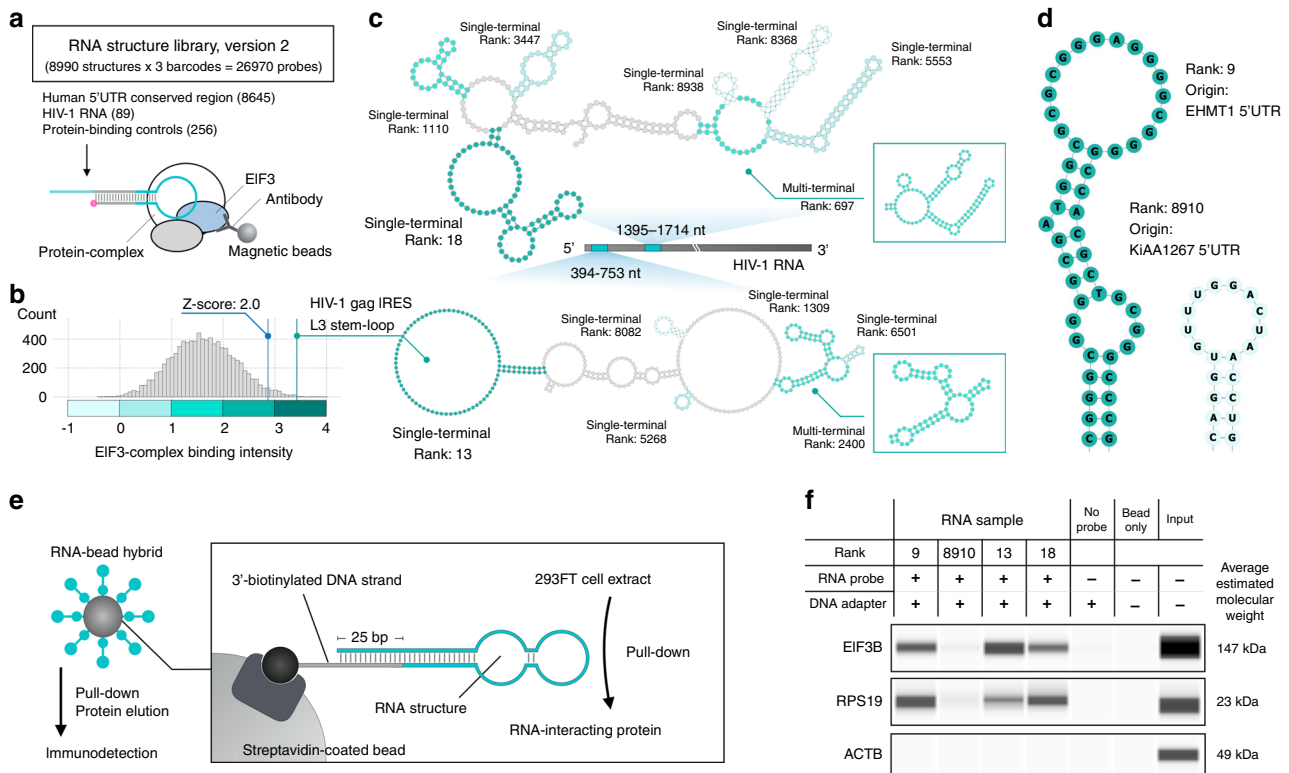 a
RNA structure library, version 2
(8990 structures x 3 barcodes = 26970 probes)
Human 5'UTR conserved region (8645)
HIV-1 RNA (89)
Protein-binding controls (256)
EIF3
Antibody
Protein-complex
Magnetic beads
b
Z-score: 2.0
Count
400
200
0
-1 0 1 2 3 4
EIF3-complex binding intensity
HIV-1 gag IRES
L3 stem-loop
c
Single-terminal
Rank: 3447
Single-terminal
Rank: 8368
Single-terminal
Rank: 5553
Single-terminal
Rank: 8938
Single-terminal
Rank: 1110
Multi-terminal
Rank: 697
Single-terminal
Rank: 18
1395–1714 nt
5' 3'
HIV-1 RNA
394-753 nt
Single-terminal
Rank: 1309
Single-terminal
Rank: 8082
Single-terminal
Rank: 6501
Single-terminal
Rank: 13
Single-terminal
Rank: 5268
Multi-terminal
Rank: 2400
d
Rank: 9
Origin:
EHMT1 5'UTR
Rank: 8910
Origin:
KiAA1267 5'UTR
e
RNA-bead hybrid
Pull-down
Protein elution
Immunodetection
3'-biotinylated DNA strand
293FT cell extract
25 bp
Pull-down
RNA structure
RNA-interacting protein
Streptavidin-coated bead
f
RNA sample
No
probe
Bead
only
Input
Rank 9 8910 13 18
RNA probe + + + + – – –
DNA adapter + + + + + – –
Average
estimated
molecular
weight
EIF3B 147 kDa
RPS19 23 kDa
ACTB 49 kDa